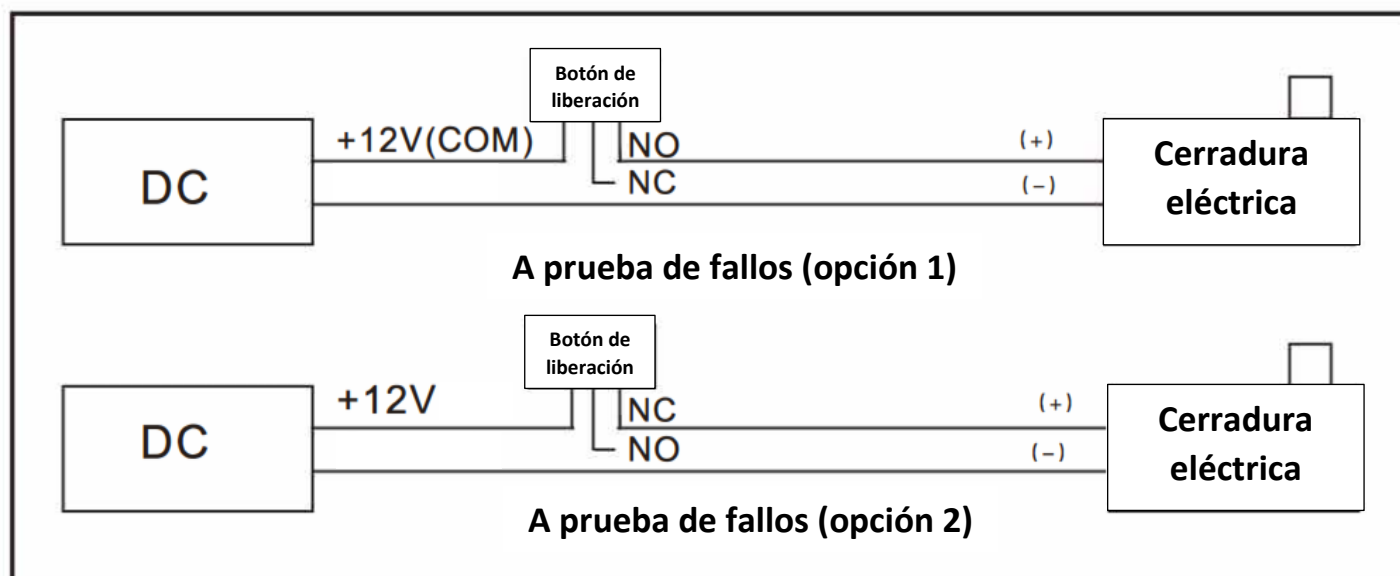 Botón de
liberación
DC
+12V(COM)
NO
NC
(+)
(-)
Cerradura
eléctrica
A prueba de fallos (opción 1)
Botón de
liberación
DC
+12V
NC
NO
(+)
(-)
Cerradura
eléctrica
A prueba de fallos (opción 2)